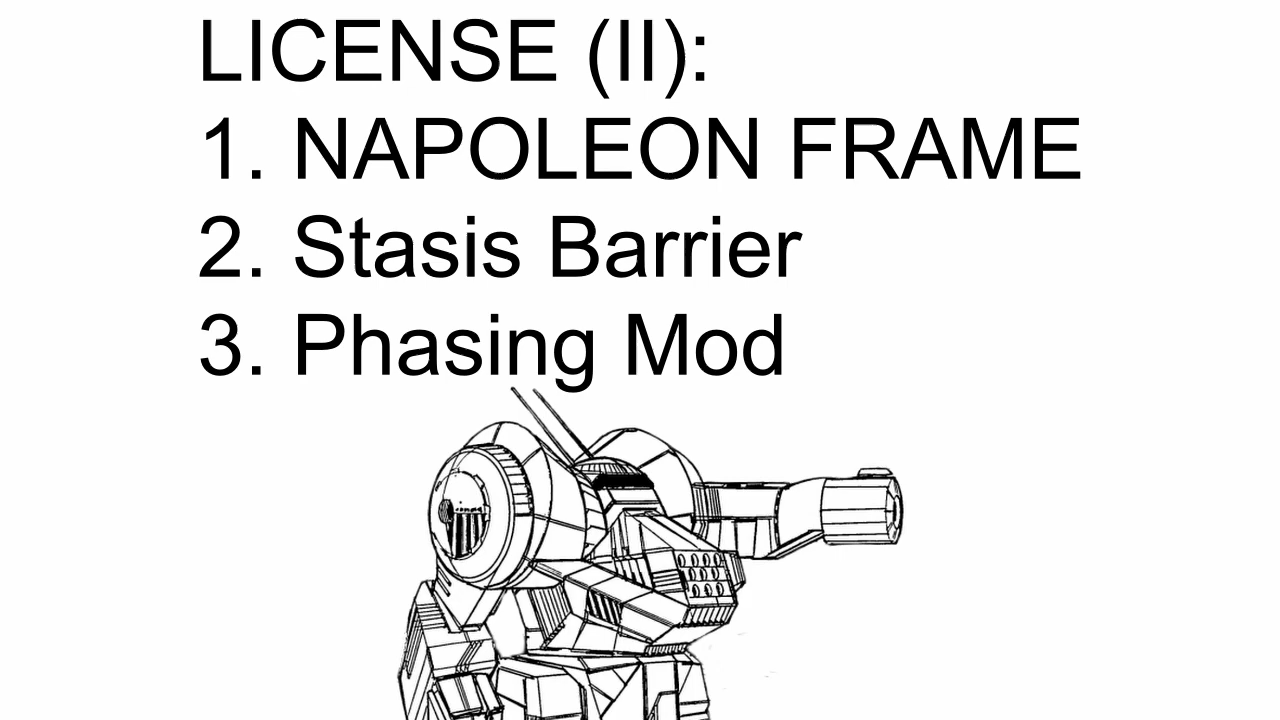 LICENSE (II):
1. NAPOLEON FRAME
2. Stasis Barrier
3. Phasing Mod